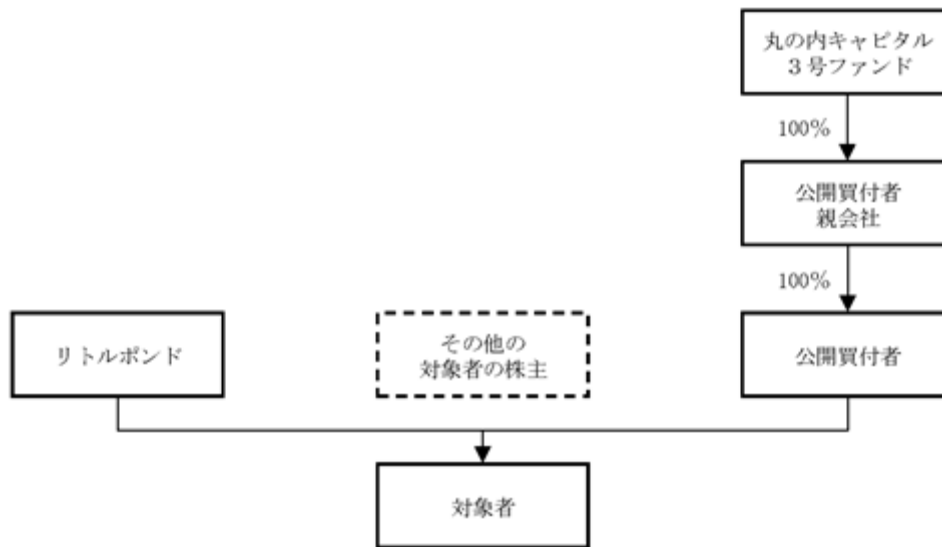 丸の内キャピタル
3号ファンド
100%
公開買付者
親会社
100%
リトルポンド
その他の
対象者の株主
公開買付者
対象者